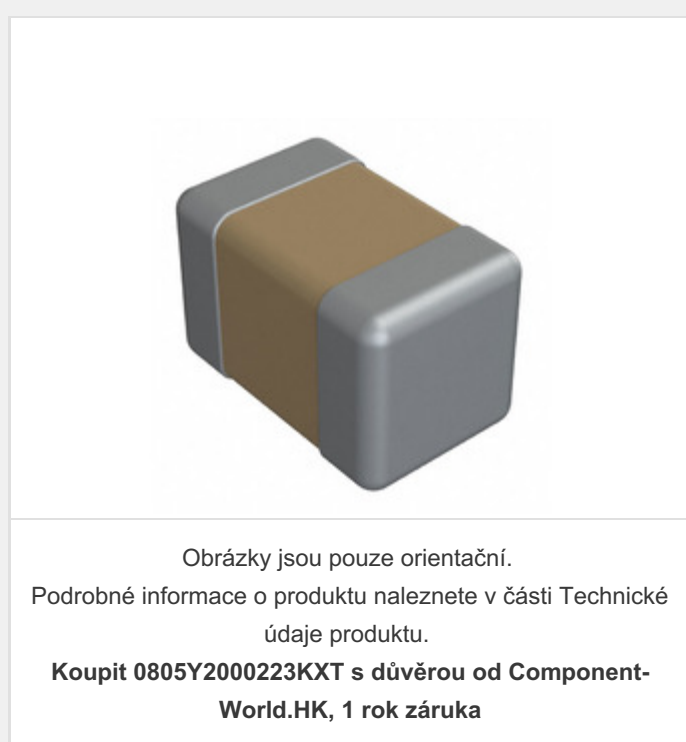 Obrázky jsou pouze orientační.
Podrobné informace o produktu naleznete v části Technické
údaje produktu.
Koupit 0805Y2000223KXT s důvěrou od Component-
World.HK, 1 rok záruka